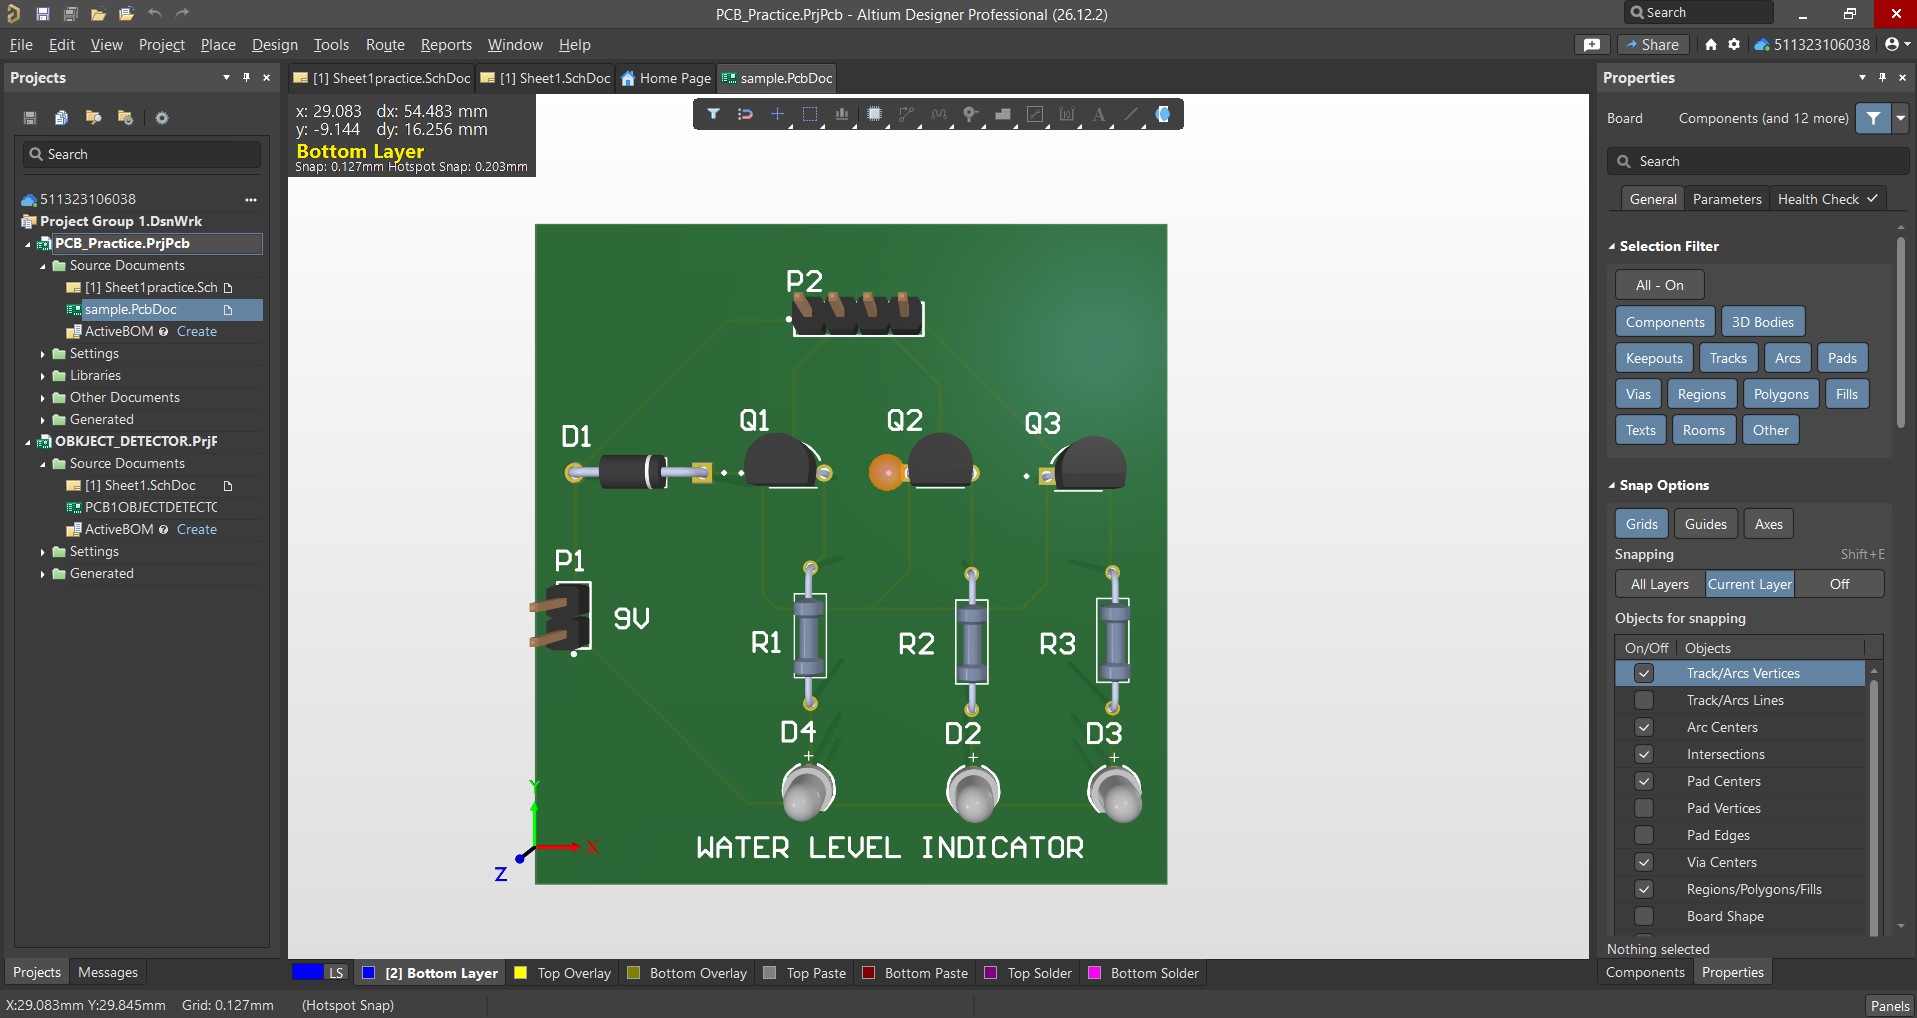 PCB_Practice.PrjPcb - Altium Designer Professional (26.12.2)
Search
File Edit View Project Place Design Tools Route Reports Window Help
Share
511323106038
Projects
[1] Sheet1practice.SchDoc
[1] Sheet1.SchDoc
Home Page
sample.PcbDoc
Properties
x: 29.083 dx: 54.483 mm
y: -9.144 dy: 16.256 mm
Bottom Layer
Snap: 0.127mm Hotspot Snap: 0.203mm
Search
511323106038
Project Group 1.DsnWrk
PCB_Practice.PrjPcb
Source Documents
[1] Sheet1practice.Sch
sample.PcbDoc
ActiveBOM Create
Settings
Libraries
Other Documents
Generated
OBKJECT_DETECTOR.PrjP
Source Documents
[1] Sheet1.SchDoc
PCB1OBJECTDETECTO
ActiveBOM Create
Settings
Generated
P2
D1
Q1
Q2
Q3
P1
9V
R1
R2
R3
D4
D2
D3
+
+
+
WATER LEVEL INDICATOR
Y
X
Z
Board Components (and 12 more)
Search
General Parameters Health Check
Selection Filter
All - On
Components 3D Bodies
Keepouts Tracks Arcs Pads
Vias Regions Polygons Fills
Texts Rooms Other
Snap Options
Grids Guides Axes
Snapping Shift+E
All Layers Current Layer Off
Objects for snapping
On/Off Objects
Track/Arcs Vertices
Track/Arcs Lines
Arc Centers
Intersections
Pad Centers
Pad Vertices
Pad Edges
Via Centers
Regions/Polygons/Fills
Board Shape
Nothing selected
Projects Messages
LS [2] Bottom Layer Top Overlay Bottom Overlay Top Paste Bottom Paste Top Solder Bottom Solder
Components Properties
X:29.083mm Y:29.845mm Grid: 0.127mm (Hotspot Snap)
Panels